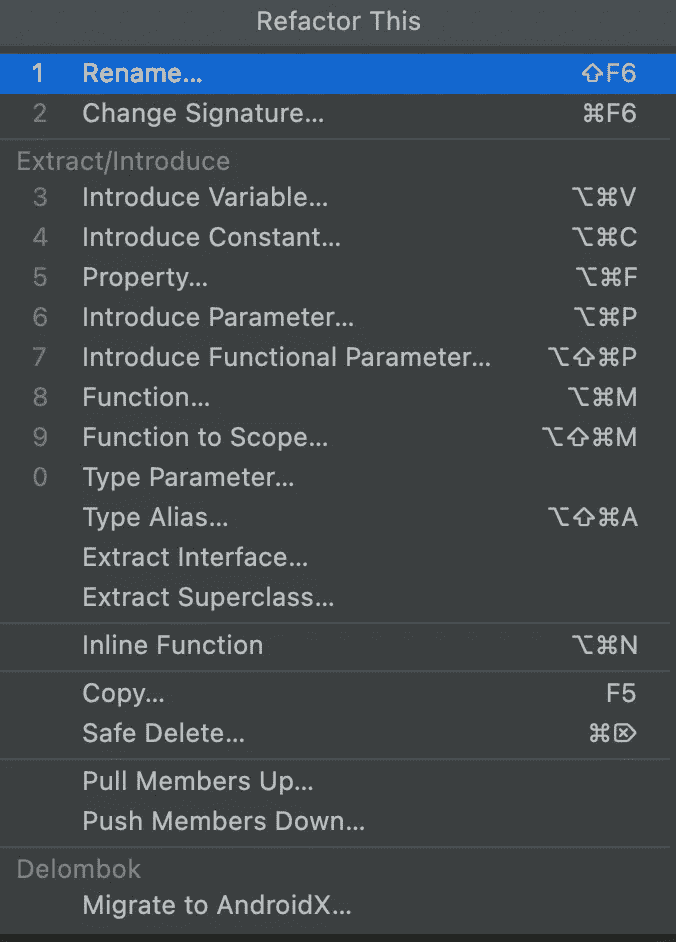 Refactor This
1 Rename... ⇧F6
2 Change Signature... ⌘F6
Extract/Introduce
3 Introduce Variable... ⌥⌘V
4 Introduce Constant... ⌥⌘C
5 Property... ⌥⌘F
6 Introduce Parameter... ⌥⌘P
7 Introduce Functional Parameter... ⌥⇧⌘P
8 Function... ⌥⌘M
9 Function to Scope... ⌥⇧⌘M
0 Type Parameter...
Type Alias... ⌥⇧⌘A
Extract Interface...
Extract Superclass...
Inline Function ⌥⌘N
Copy... F5
Safe Delete... ⌘⌦
Pull Members Up...
Push Members Down...
Delombok
Migrate to AndroidX...